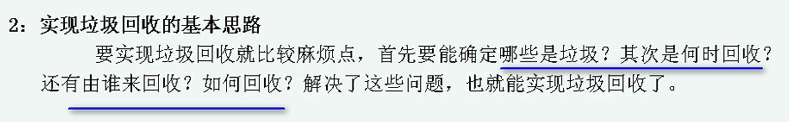 2：实现垃圾回收的基本思路
要实现垃圾回收就比较麻烦点，首先要能确定哪些是垃圾？其次是何时回收？
还有由谁来回收？如何回收？解决了这些问题，也就能实现垃圾回收了。